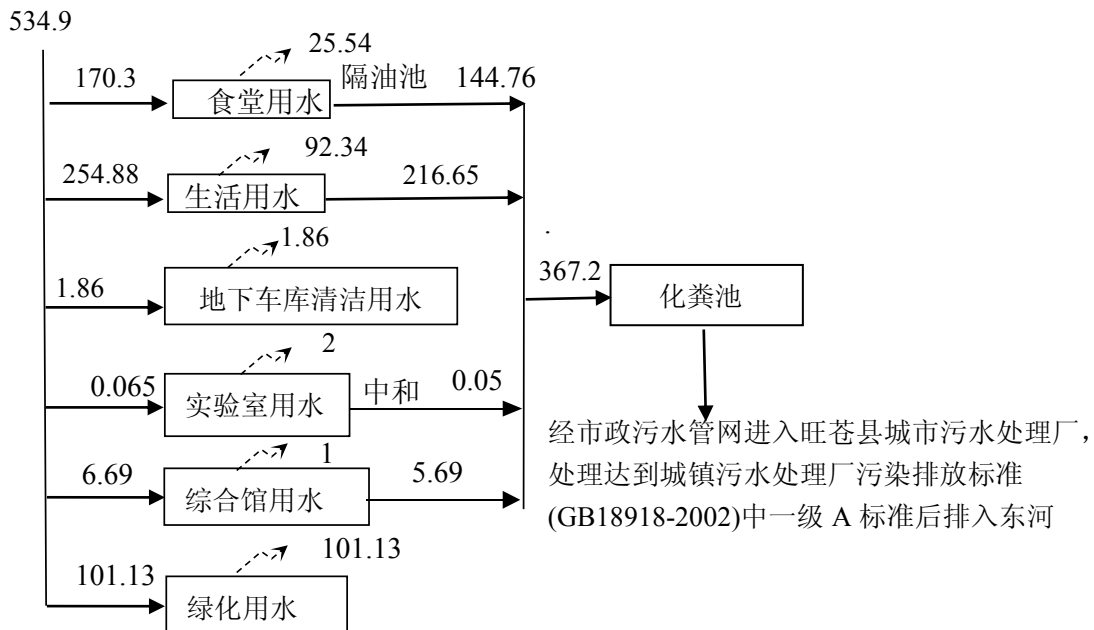 534.9
25.54
170.3
食堂用水
隔油池
144.76
92.34
254.88
生活用水
216.65
1.86
1.86
地下车库清洁用水
367.2
化粪池
2
0.065
实验室用水
中和
0.05
1
6.69
综合馆用水
5.69
101.13
101.13
绿化用水
经市政污水管网进入旺苍县城市污水处理厂，
处理达到城镇污水处理厂污染排放标准
(GB18918-2002)中一级 A 标准后排入东河